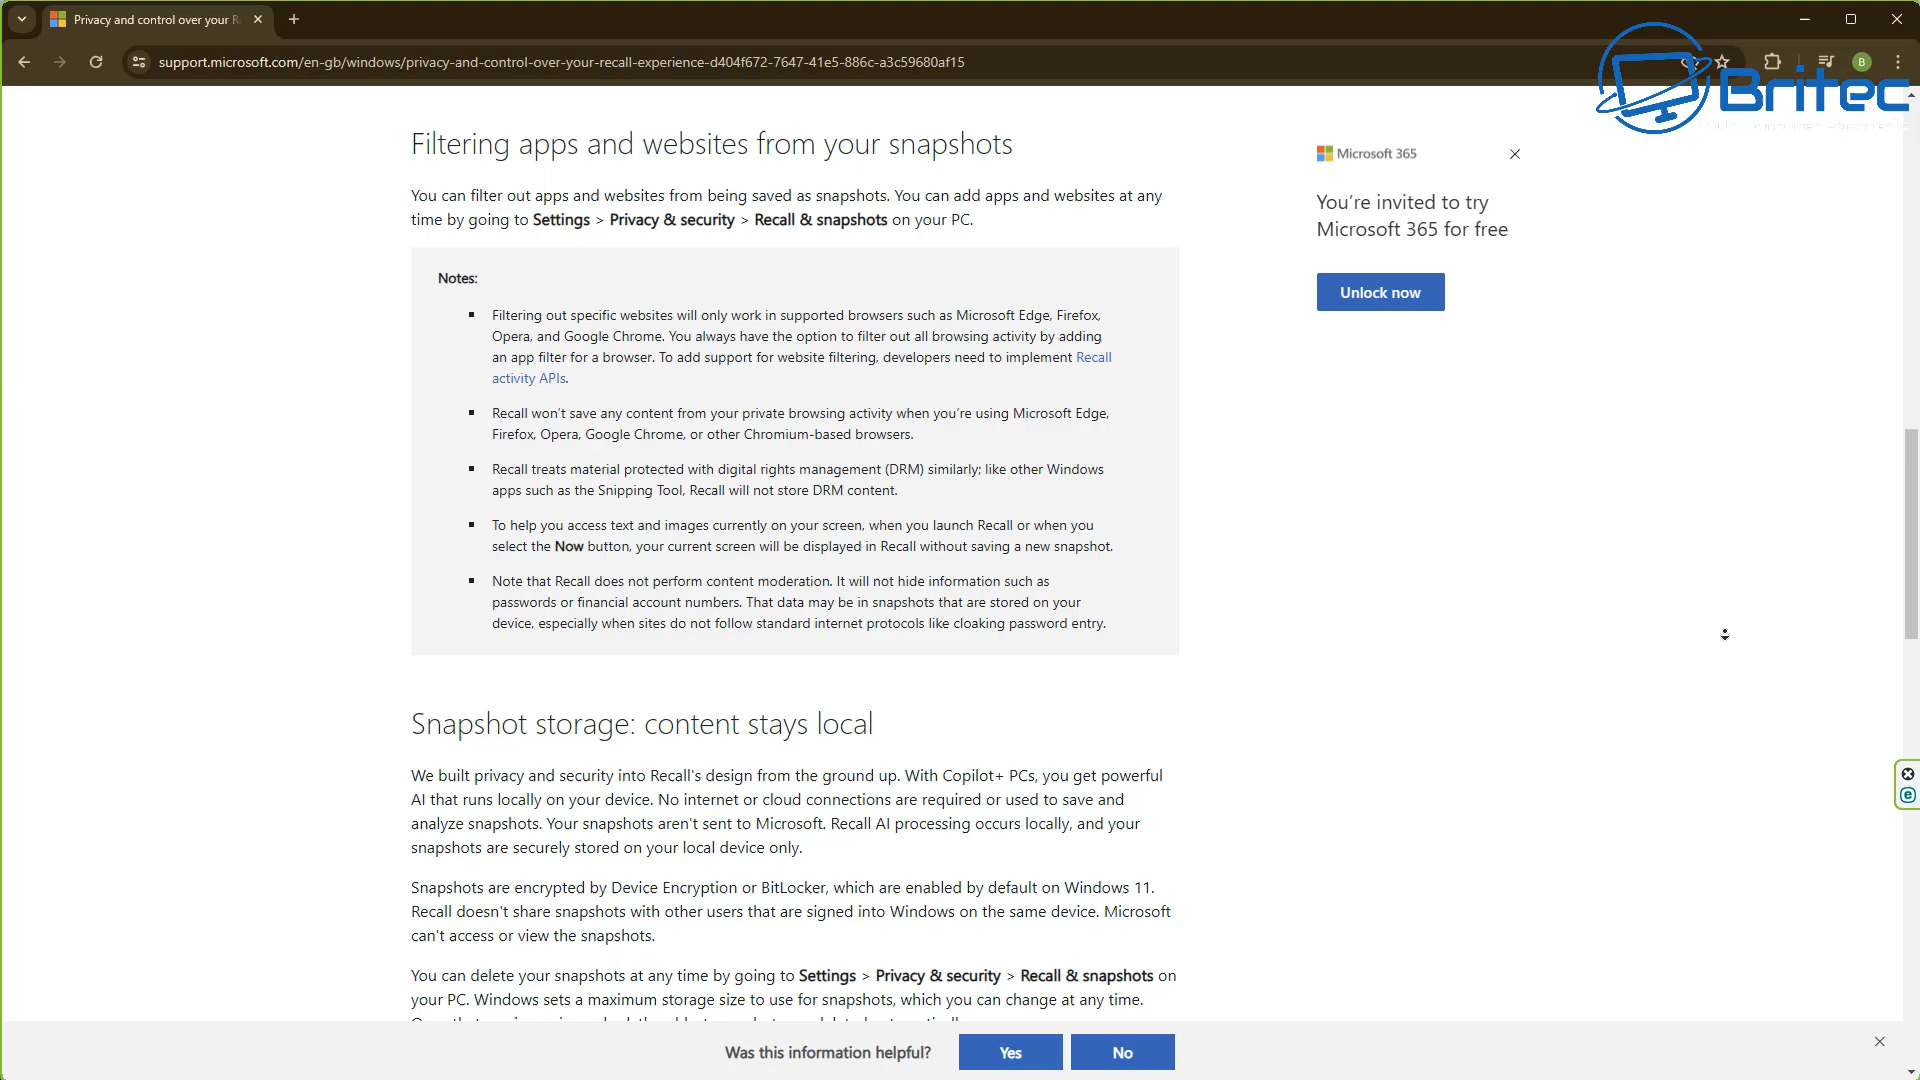 Privacy and control over your R
support.microsoft.com/en-gb/windows/privacy-and-control-over-your-recall-experience-d404f672-7647-41e5-886c-a3c59680af15
B
Britec
Filtering apps and websites from your snapshots
You can filter out apps and websites from being saved as snapshots. You can add apps and websites at any
time by going to Settings > Privacy & security > Recall & snapshots on your PC.
Notes:
Filtering out specific websites will only work in supported browsers such as Microsoft Edge, Firefox,
Opera, and Google Chrome. You always have the option to filter out all browsing activity by adding
an app filter for a browser. To add support for website filtering, developers need to implement Recall
activity APIs.
Recall won't save any content from your private browsing activity when you're using Microsoft Edge,
Firefox, Opera, Google Chrome, or other Chromium-based browsers.
Recall treats material protected with digital rights management (DRM) similarly; like other Windows
apps such as the Snipping Tool, Recall will not store DRM content.
To help you access text and images currently on your screen, when you launch Recall or when you
select the Now button, your current screen will be displayed in Recall without saving a new snapshot.
Note that Recall does not perform content moderation. It will not hide information such as
passwords or financial account numbers. That data may be in snapshots that are stored on your
device, especially when sites do not follow standard internet protocols like cloaking password entry.
Microsoft 365
You're invited to try
Microsoft 365 for free
Unlock now
Snapshot storage: content stays local
We built privacy and security into Recall's design from the ground up. With Copilot+ PCs, you get powerful
AI that runs locally on your device. No internet or cloud connections are required or used to save and
analyze snapshots. Your snapshots aren't sent to Microsoft. Recall AI processing occurs locally, and your
snapshots are securely stored on your local device only.
Snapshots are encrypted by Device Encryption or BitLocker, which are enabled by default on Windows 11.
Recall doesn't share snapshots with other users that are signed into Windows on the same device. Microsoft
can't access or view the snapshots.
You can delete your snapshots at any time by going to Settings > Privacy & security > Recall & snapshots on
your PC. Windows sets a maximum storage size to use for snapshots, which you can change at any time.
Was this information helpful?
Yes
No